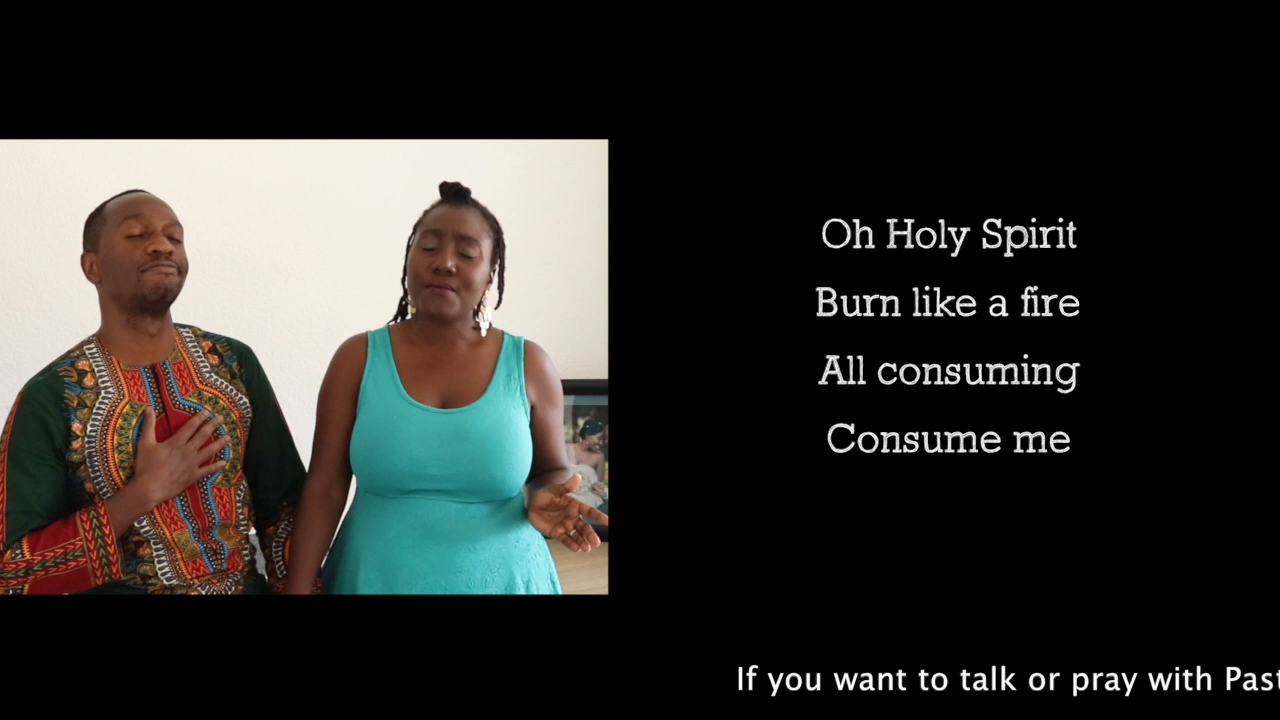 Oh Holy Spirit
Burn like a fire
All consuming
Consume me
If you want to talk or pray with